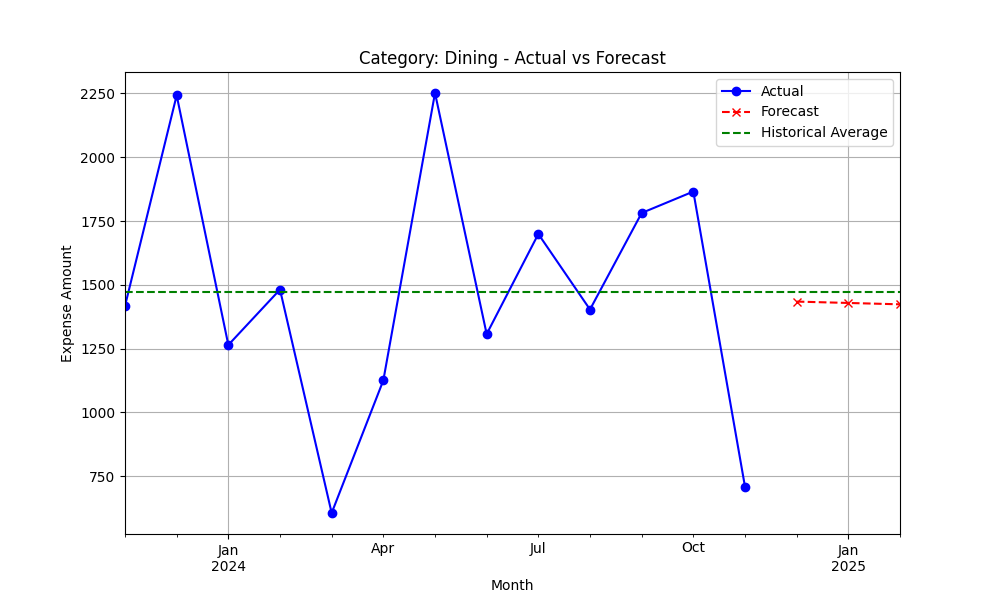 Category: Dining - Actual vs Forecast
Actual
Forecast
Historical Average
Expense Amount
2250
2000
1750
1500
1250
1000
750
Jan
2024
Apr
Jul
Oct
Jan
2025
Month